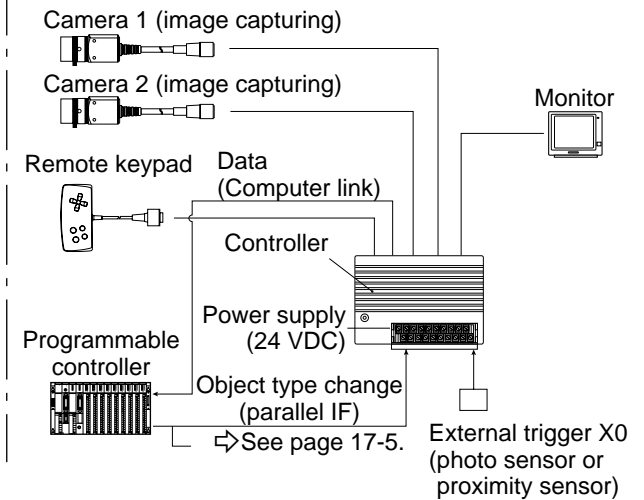 Camera 1 (image capturing)
Camera 2 (image capturing)
Monitor
Remote keypad
Data
(Computer link)
Controller
Power supply
(24 VDC)
Programmable
controller
Object type change
(parallel IF)
⇨See page 17-5.
External trigger X0
(photo sensor or
proximity sensor)